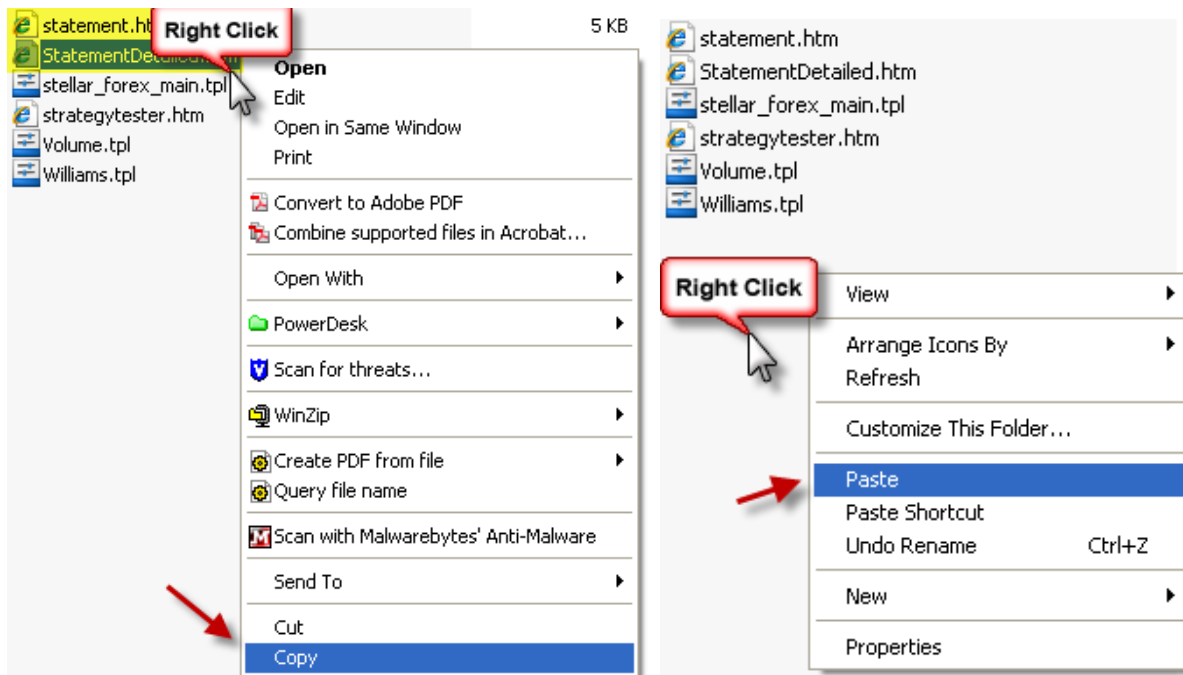 statement.ht
5 KB
Right Click
StatementDetailed.htm
stellar_forex_main.tpl
strategytester.htm
Volume.tpl
Williams.tpl
Open
Edit
Open in Same Window
Print
Convert to Adobe PDF
Combine supported files in Acrobat...
Open With
PowerDesk
Scan for threats...
WinZip
Create PDF from file
Query file name
Scan with Malwarebytes' Anti-Malware
Send To
Cut
Copy
statement.htm
StatementDetailed.htm
stellar_forex_main.tpl
strategytester.htm
Volume.tpl
Williams.tpl
Right Click
View
Arrange Icons By
Refresh
Customize This Folder...
Paste
Paste Shortcut
Undo Rename Ctrl+Z
New
Properties